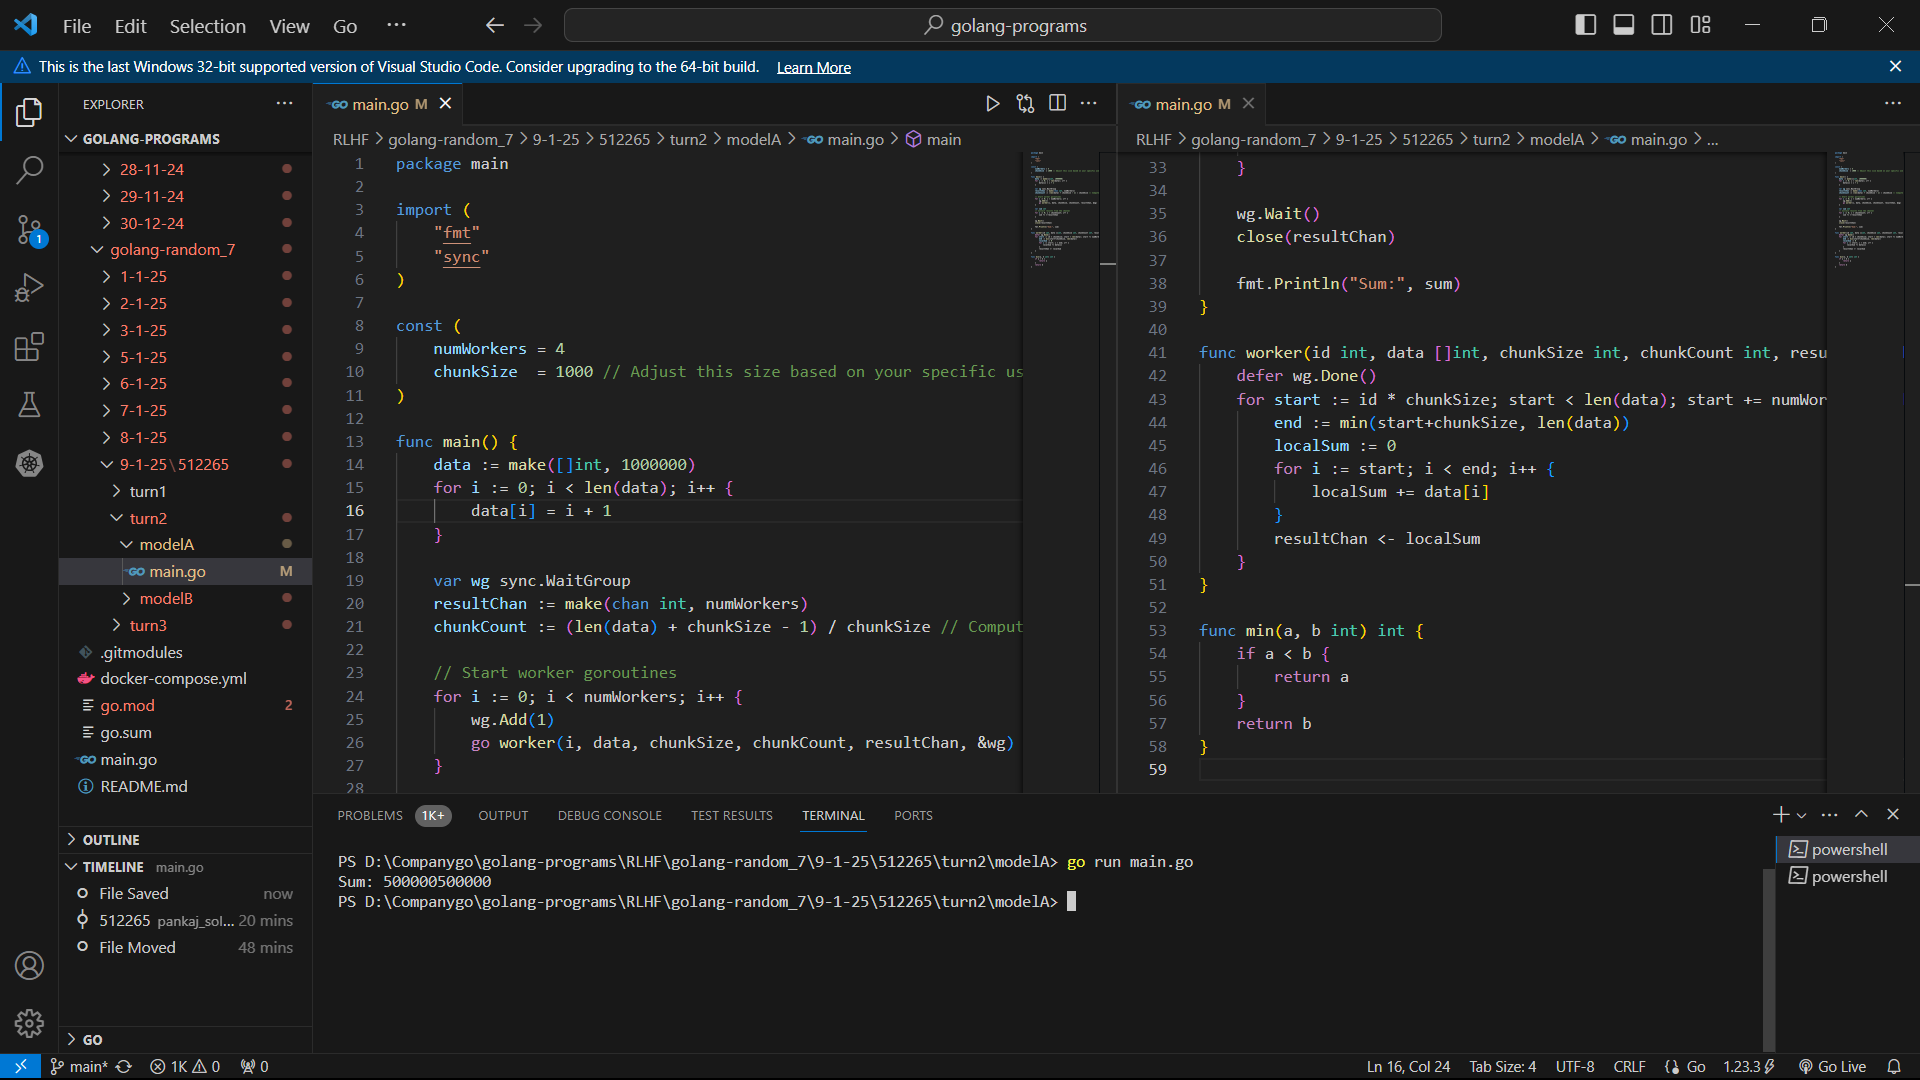 File Edit Selection View Go ···
golang-programs
This is the last Windows 32-bit supported version of Visual Studio Code. Consider upgrading to the 64-bit build. Learn More
EXPLORER
GOLANG-PROGRAMS
28-11-24
29-11-24
30-12-24
golang-random_7
1-1-25
2-1-25
3-1-25
5-1-25
6-1-25
7-1-25
8-1-25
9-1-25\512265
turn1
turn2
modelA
main.go M
modelB
turn3
.gitmodules
docker-compose.yml
go.mod 2
go.sum
main.go
README.md
OUTLINE
TIMELINE main.go
File Saved now
512265 pankaj_sol... 20 mins
File Moved 48 mins
GO
1
main.go M
RLHF > golang-random_7 > 9-1-25 > 512265 > turn2 > modelA > main.go > main
1 package main
2
3 import (
4 "fmt"
5 "sync"
6 )
7
8 const (
9 numWorkers = 4
10 chunkSize = 1000 // Adjust this size based on your specific us
11 )
12
13 func main() {
14 data := make([]int, 1000000)
15 for i := 0; i < len(data); i++ {
16 data[i] = i + 1
17 }
18
19 var wg sync.WaitGroup
20 resultChan := make(chan int, numWorkers)
21 chunkCount := (len(data) + chunkSize - 1) / chunkSize // Comput
22
23 // Start worker goroutines
24 for i := 0; i < numWorkers; i++ {
25 wg.Add(1)
26 go worker(i, data, chunkSize, chunkCount, resultChan, &wg)
27 }
28
main.go M
RLHF > golang-random_7 > 9-1-25 > 512265 > turn2 > modelA > main.go > ...
33 }
34
35 wg.Wait()
36 close(resultChan)
37
38 fmt.Println("Sum:", sum)
39 }
40
41 func worker(id int, data []int, chunkSize int, chunkCount int, resu
42 defer wg.Done()
43 for start := id * chunkSize; start < len(data); start += numWor
44 end := min(start+chunkSize, len(data))
45 localSum := 0
46 for i := start; i < end; i++ {
47 localSum += data[i]
48 }
49 resultChan <- localSum
50 }
51 }
52
53 func min(a, b int) int {
54 if a < b {
55 return a
56 }
57 return b
58 }
59
PROBLEMS 1K+ OUTPUT DEBUG CONSOLE TEST RESULTS TERMINAL PORTS
PS D:\Companygo\golang-programs\RLHF\golang-random_7\9-1-25\512265\turn2\modelA> go run main.go
Sum: 500000500000
PS D:\Companygo\golang-programs\RLHF\golang-random_7\9-1-25\512265\turn2\modelA>
powershell
powershell
main* 1K 0 0 Ln 16, Col 24 Tab Size: 4 UTF-8 CRLF Go 1.23.3 Go Live